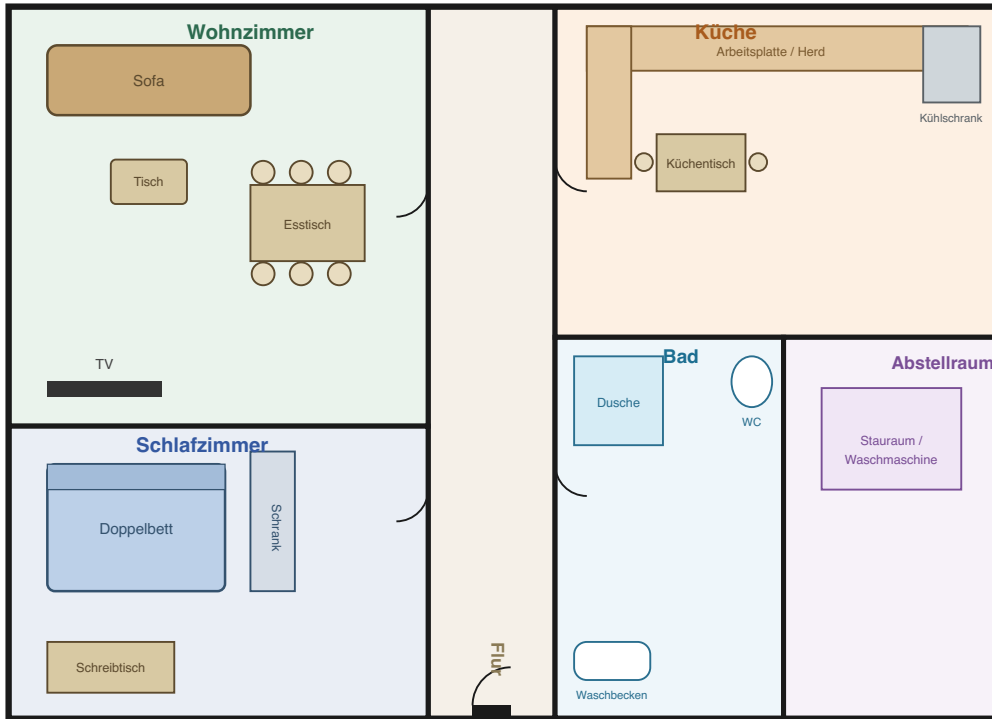 Wohnzimmer
Sofa
Tisch
Esstisch
TV
Schlafzimmer
Doppelbett
Schrank
Schreibtisch
Flur
Küche
Arbeitsplatte / Herd
Kühlschrank
Küchentisch
Bad
Dusche
WC
Waschbecken
Abstellraum
Stauraum /
Waschmaschine